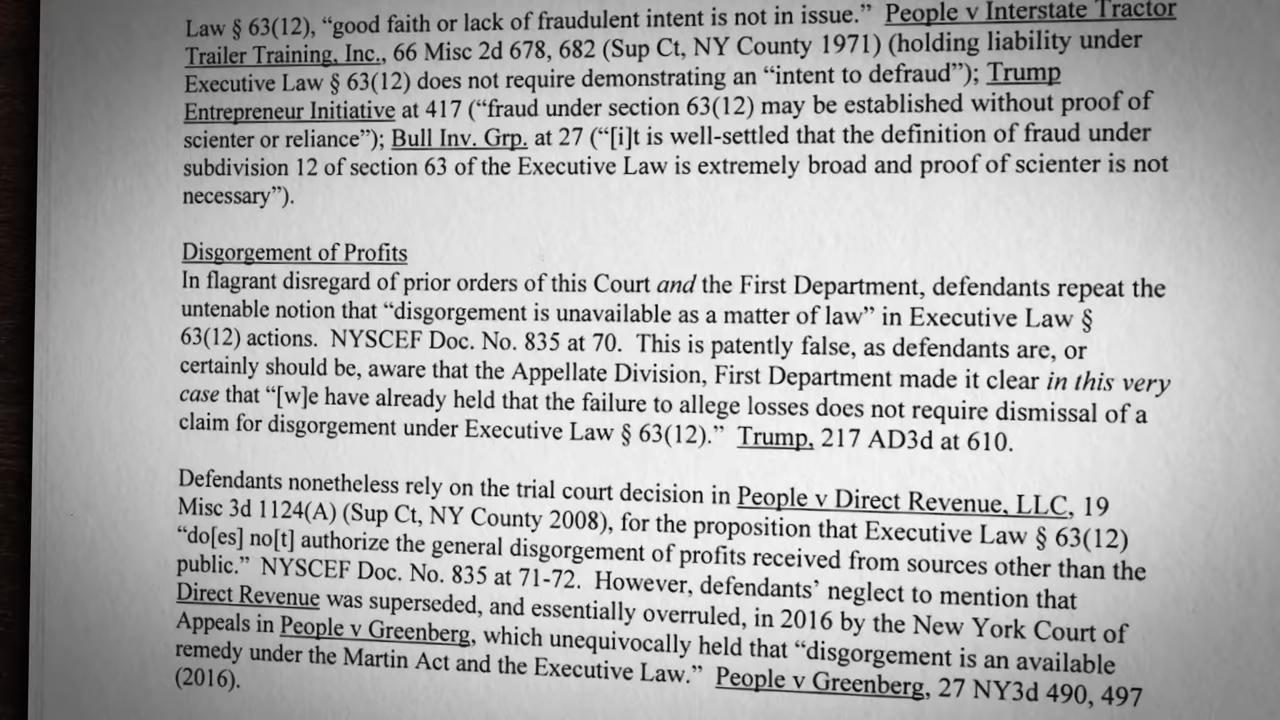 Law § 63(12), “good faith or lack of fraudulent intent is not in issue.” People v Interstate Tractor
Trailer Training, Inc., 66 Misc 2d 678, 682 (Sup Ct, NY County 1971) (holding liability under
Executive Law § 63(12) does not require demonstrating an “intent to defraud”); Trump
Entrepreneur Initiative at 417 (“fraud under section 63(12) may be established without proof of
scienter or reliance”); Bull Inv. Grp. at 27 (“[i]t is well-settled that the definition of fraud under
subdivision 12 of section 63 of the Executive Law is extremely broad and proof of scienter is not
necessary”).
Disgorgement of Profits
In flagrant disregard of prior orders of this Court and the First Department, defendants repeat the
untenable notion that “disgorgement is unavailable as a matter of law” in Executive Law §
63(12) actions. NYSCEF Doc. No. 835 at 70. This is patently false, as defendants are, or
certainly should be, aware that the Appellate Division, First Department made it clear in this very
case that “[w]e have already held that the failure to allege losses does not require dismissal of a
claim for disgorgement under Executive Law § 63(12).” Trump, 217 AD3d at 610.
Defendants nonetheless rely on the trial court decision in People v Direct Revenue, LLC, 19
Misc 3d 1124(A) (Sup Ct, NY County 2008), for the proposition that Executive Law § 63(12)
“do[es] no[t] authorize the general disgorgement of profits received from sources other than the
public.” NYSCEF Doc. No. 835 at 71-72. However, defendants’ neglect to mention that
Direct Revenue was superseded, and essentially overruled, in 2016 by the New York Court of
Appeals in People v Greenberg, which unequivocally held that “disgorgement is an available
remedy under the Martin Act and the Executive Law.” People v Greenberg, 27 NY3d 490, 497
(2016).